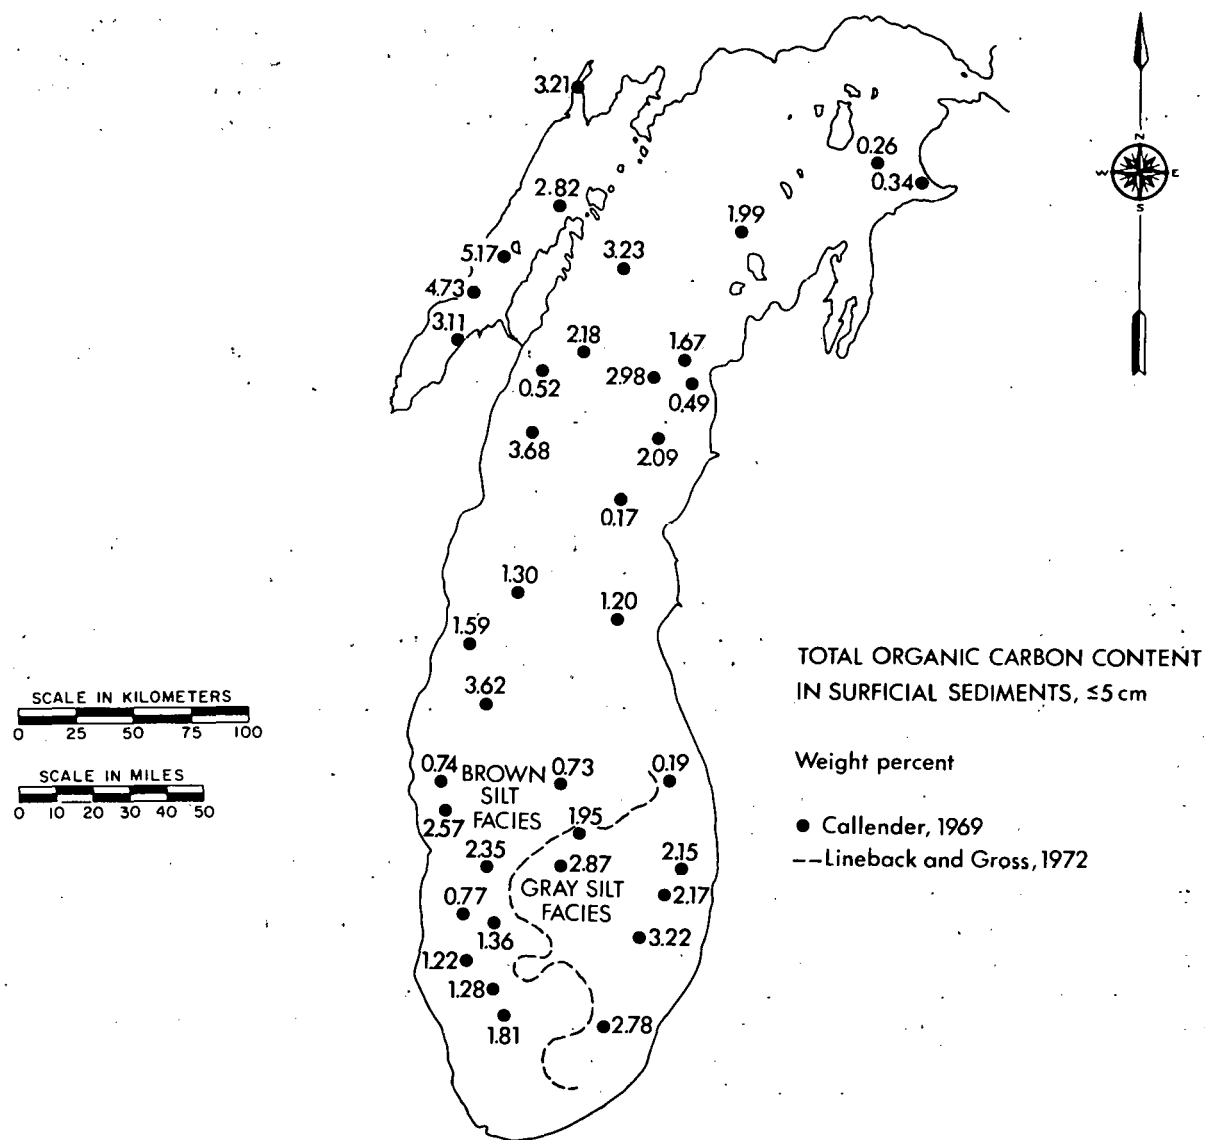 3.21
N
W E
S
0.26
0.34
2.82
1.99
5.17
3.23
4.73
3.11
2.18
1.67
0.52
2.98
0.49
3.68
2.09
0.17
1.30
1.20
1.59
TOTAL ORGANIC CARBON CONTENT
IN SURFICIAL SEDIMENTS, ≤5 cm
SCALE IN KILOMETERS
0 25 50 75 100
3.62
Weight percent
SCALE IN MILES
0 10 20 30 40 50
0.74
BROWN
SILT
FACIES
0.73
0.19
2.57
1.95
Callender, 1969
Lineback and Gross, 1972
2.35
2.87
2.15
GRAY SILT
FACIES
2.17
0.77
1.36
3.22
1.22
1.28
1.81
2.78